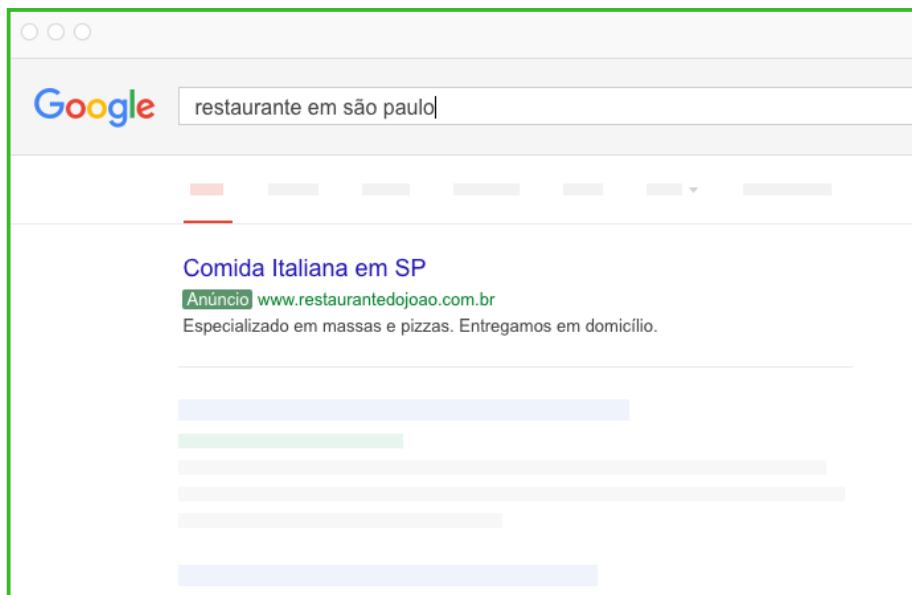 Google
restaurante em são paulo
Comida Italiana em SP
Anúncio www.restaurantedojoao.com.br
Especializado em massas e pizzas. Entregamos em domicílio.